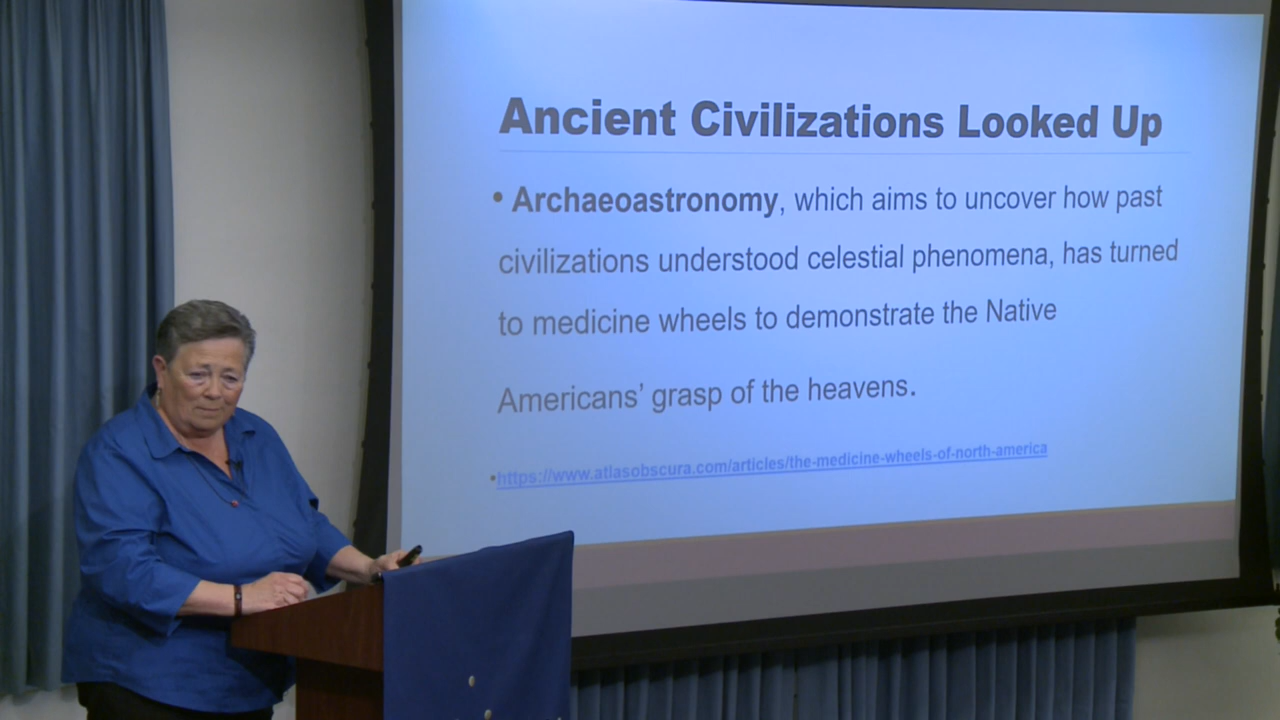 Ancient Civilizations Looked Up
• Archaeoastronomy, which aims to uncover how past
civilizations understood celestial phenomena, has turned
to medicine wheels to demonstrate the Native
Americans’ grasp of the heavens.
•https://www.atlasobscura.com/articles/the-medicine-wheels-of-north-america